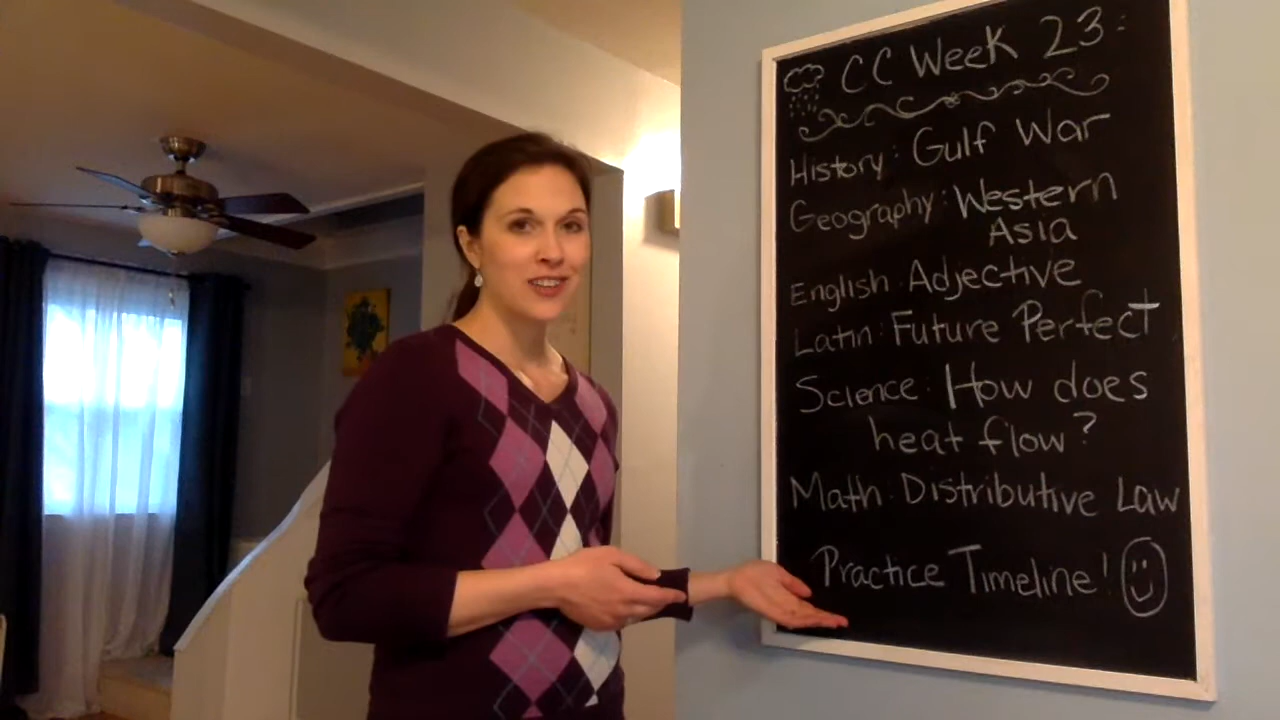 CC Week 23:
History: Gulf War
Geography: Western
Asia
English: Adjective
Latin: Future Perfect
Science: How does
heat flow?
Math: Distributive Law
Practice Timeline!